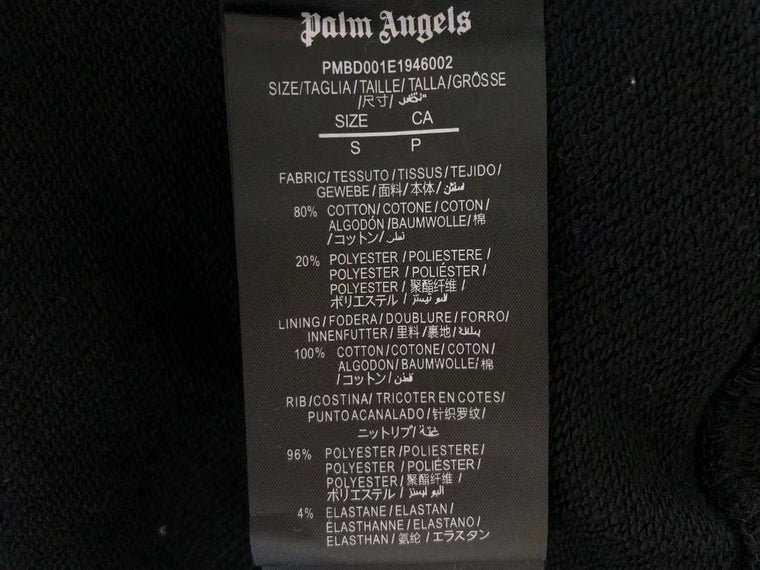 Palm Angels
PMBD001E1946002
SIZE/TAGLIA/TAILLE/TALLA/GRÖSSE
/尺寸/
SIZE CA
S P
FABRIC/TESSUTO/TISSUS/TEJIDO/
GEWEBE/面料/本体/
80% COTTON/COTONE/COTON/
ALGODÓN/BAUMWOLLE/棉
/コットン/
20% POLYESTER/POLIESTERE/
POLYESTER/POLIÉSTER/
POLYESTER/聚酯纤维/
ポリエステル/
LINING/FODERA/DOUBLURE/FORRO/
INNENFUTTER/里料/裏地/
100% COTTON/COTONE/COTON/
ALGODÓN/BAUMWOLLE/棉
/コットン/
RIB/COSTINA/TRICOTER EN COTES/
PUNTO ACANALADO/针织罗纹/
ニットリブ/
96% POLYESTER/POLIESTERE/
POLYESTER/POLIÉSTER/
POLYESTER/聚酯纤维/
ポリエステル/
4% ELASTANE/ELASTAN/
ÉLASTHANNE/ELASTANO/
ELASTHAN/氨纶/エラスタン